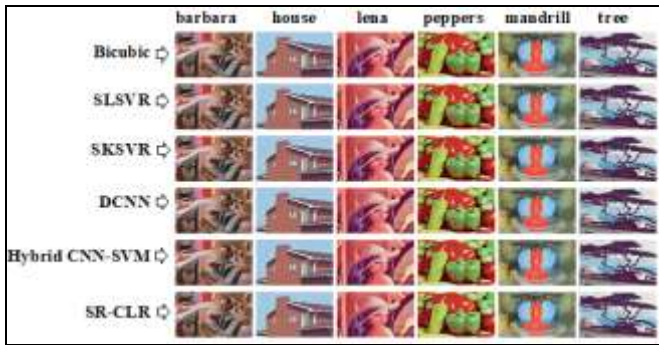 barbara house lena peppers mandrill tree
Bicubic ⇨
SLSVR ⇨
SKSVR ⇨
DCNN ⇨
Hybrid CNN-SVM ⇨
SR-CLR ⇨